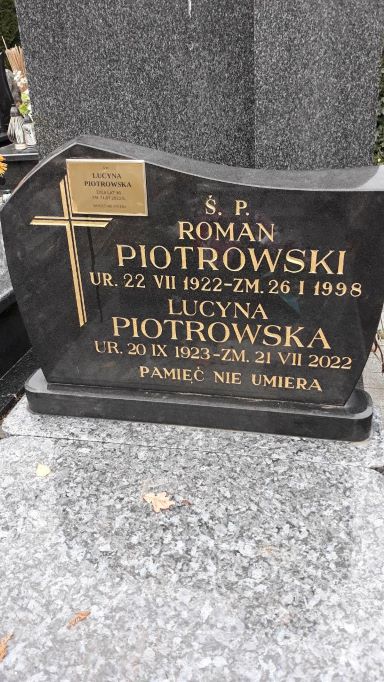 LUCYNA
PIOTROWSKA
Ś. P.
ROMAN
PIOTROWSKI
UR. 22 VII 1922-ZM. 26 I 1998
LUCYNA
PIOTROWSKA
UR. 20 IX 1923-ZM. 21 VII 2022
PAMIĘĆ NIE UMIERA